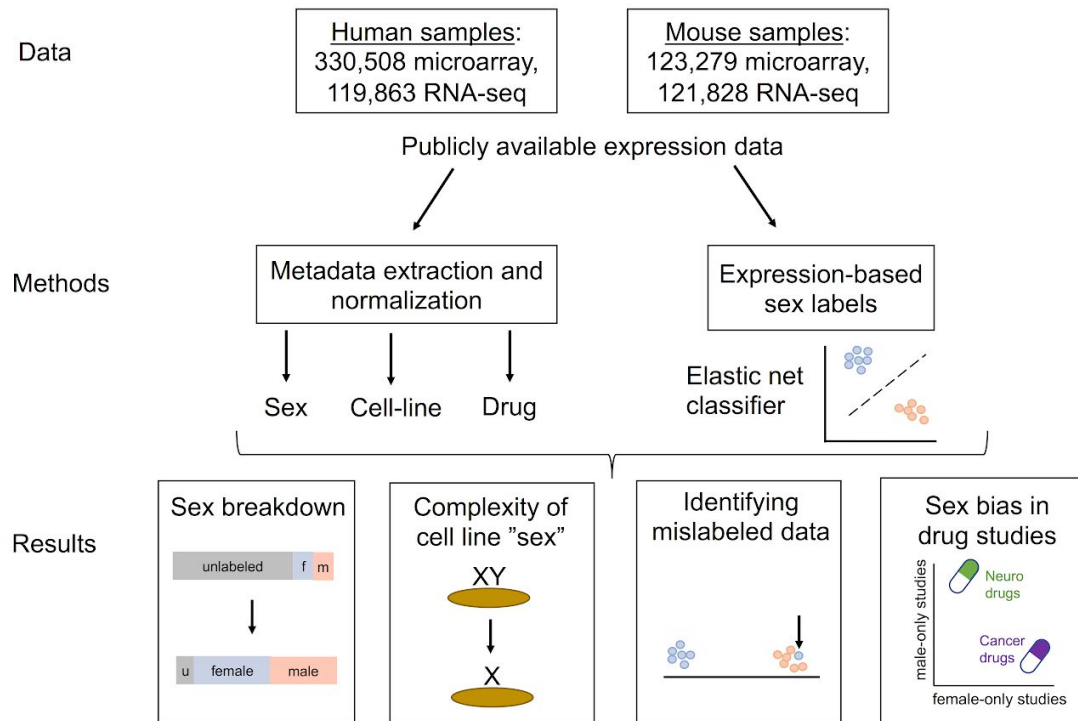 Data
Human samples:
330,508 microarray,
119,863 RNA-seq
Mouse samples:
123,279 microarray,
121,828 RNA-seq
Publicly available expression data
Methods
Metadata extraction and
normalization
Expression-based
sex labels
Sex
Cell-line
Drug
Elastic net
classifier
Results
Sex breakdown
unlabeled
f
m
u
female
male
Complexity of
cell line ”sex”
XY
X
Identifying
mislabeled data
Sex bias in
drug studies
male-only studies
Neuro
drugs
Cancer
drugs
female-only studies